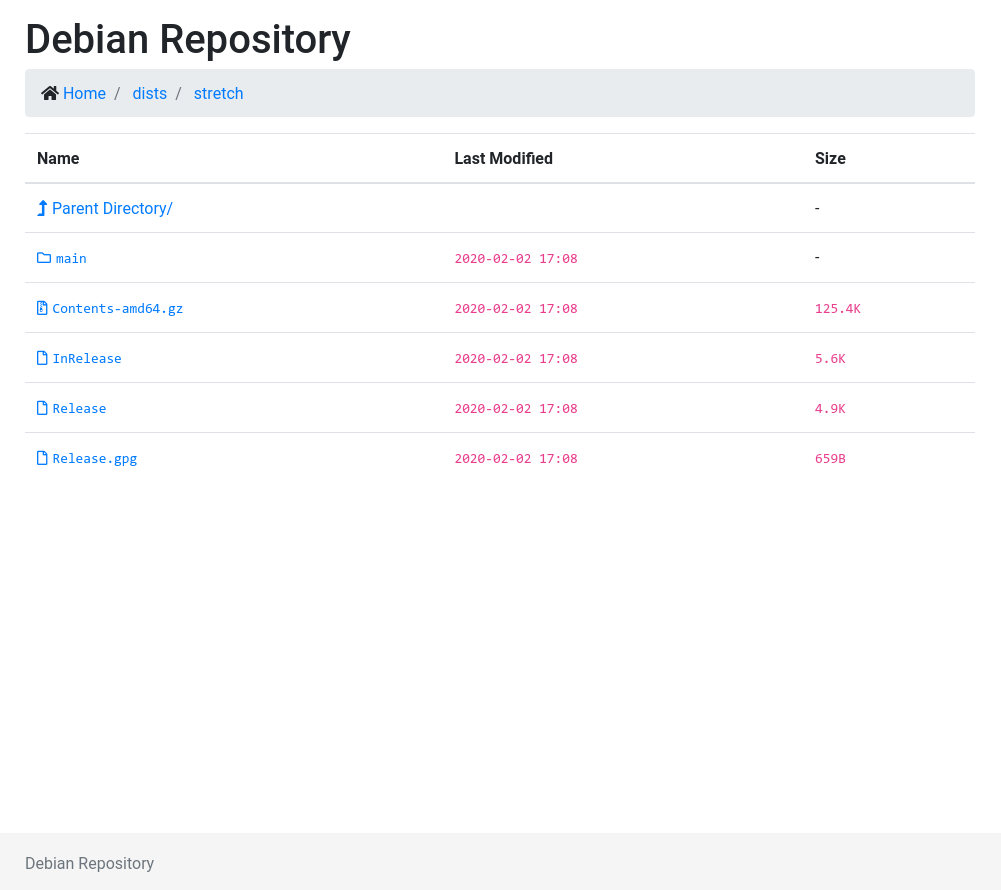 Debian Repository
Home / dists / stretch
Name Last Modified Size
Parent Directory/ -
main 2020-02-02 17:08 -
Contents-amd64.gz 2020-02-02 17:08 125.4K
InRelease 2020-02-02 17:08 5.6K
Release 2020-02-02 17:08 4.9K
Release.gpg 2020-02-02 17:08 659B
Debian Repository